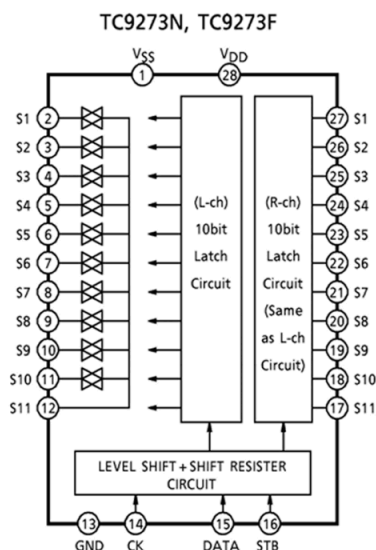 TC9273N, TC9273F
VSS VDD
1 28
S1 2 27 S1
S2 3 26 S2
S3 4 25 S3
S4 5 (L-ch) (R-ch) 24 S4
S5 6 10bit 10bit 23 S5
S6 7 Latch Latch 22 S6
S7 8 Circuit Circuit 21 S7
S8 9 (Same 20 S8
S9 10 as L-ch 19 S9
S10 11 Circuit) 18 S10
S11 12 17 S11
LEVEL SHIFT + SHIFT RESISTER
CIRCUIT
13 14 15 16
GND CK DATA STB